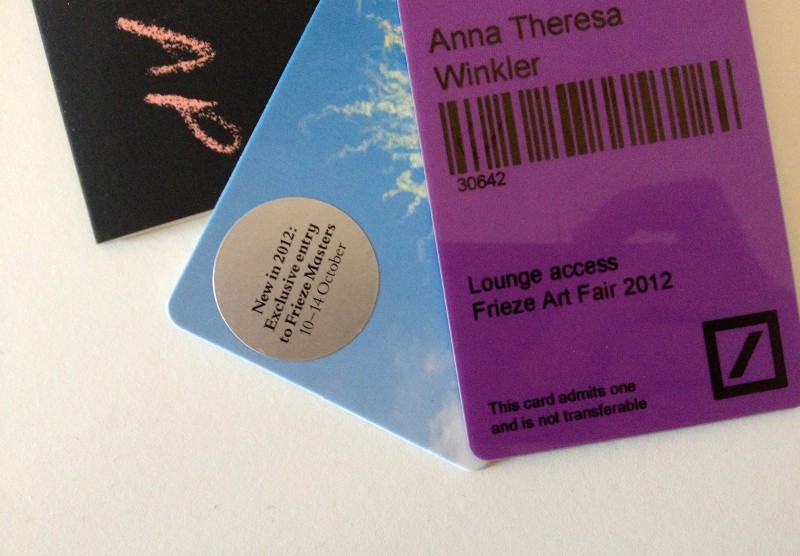 AP
New in 2012:
Exclusive entry
to Frieze Masters
10–14 October
Anna Theresa
Winkler
30642
Lounge access
Frieze Art Fair 2012
This card admits one
and is not transferable